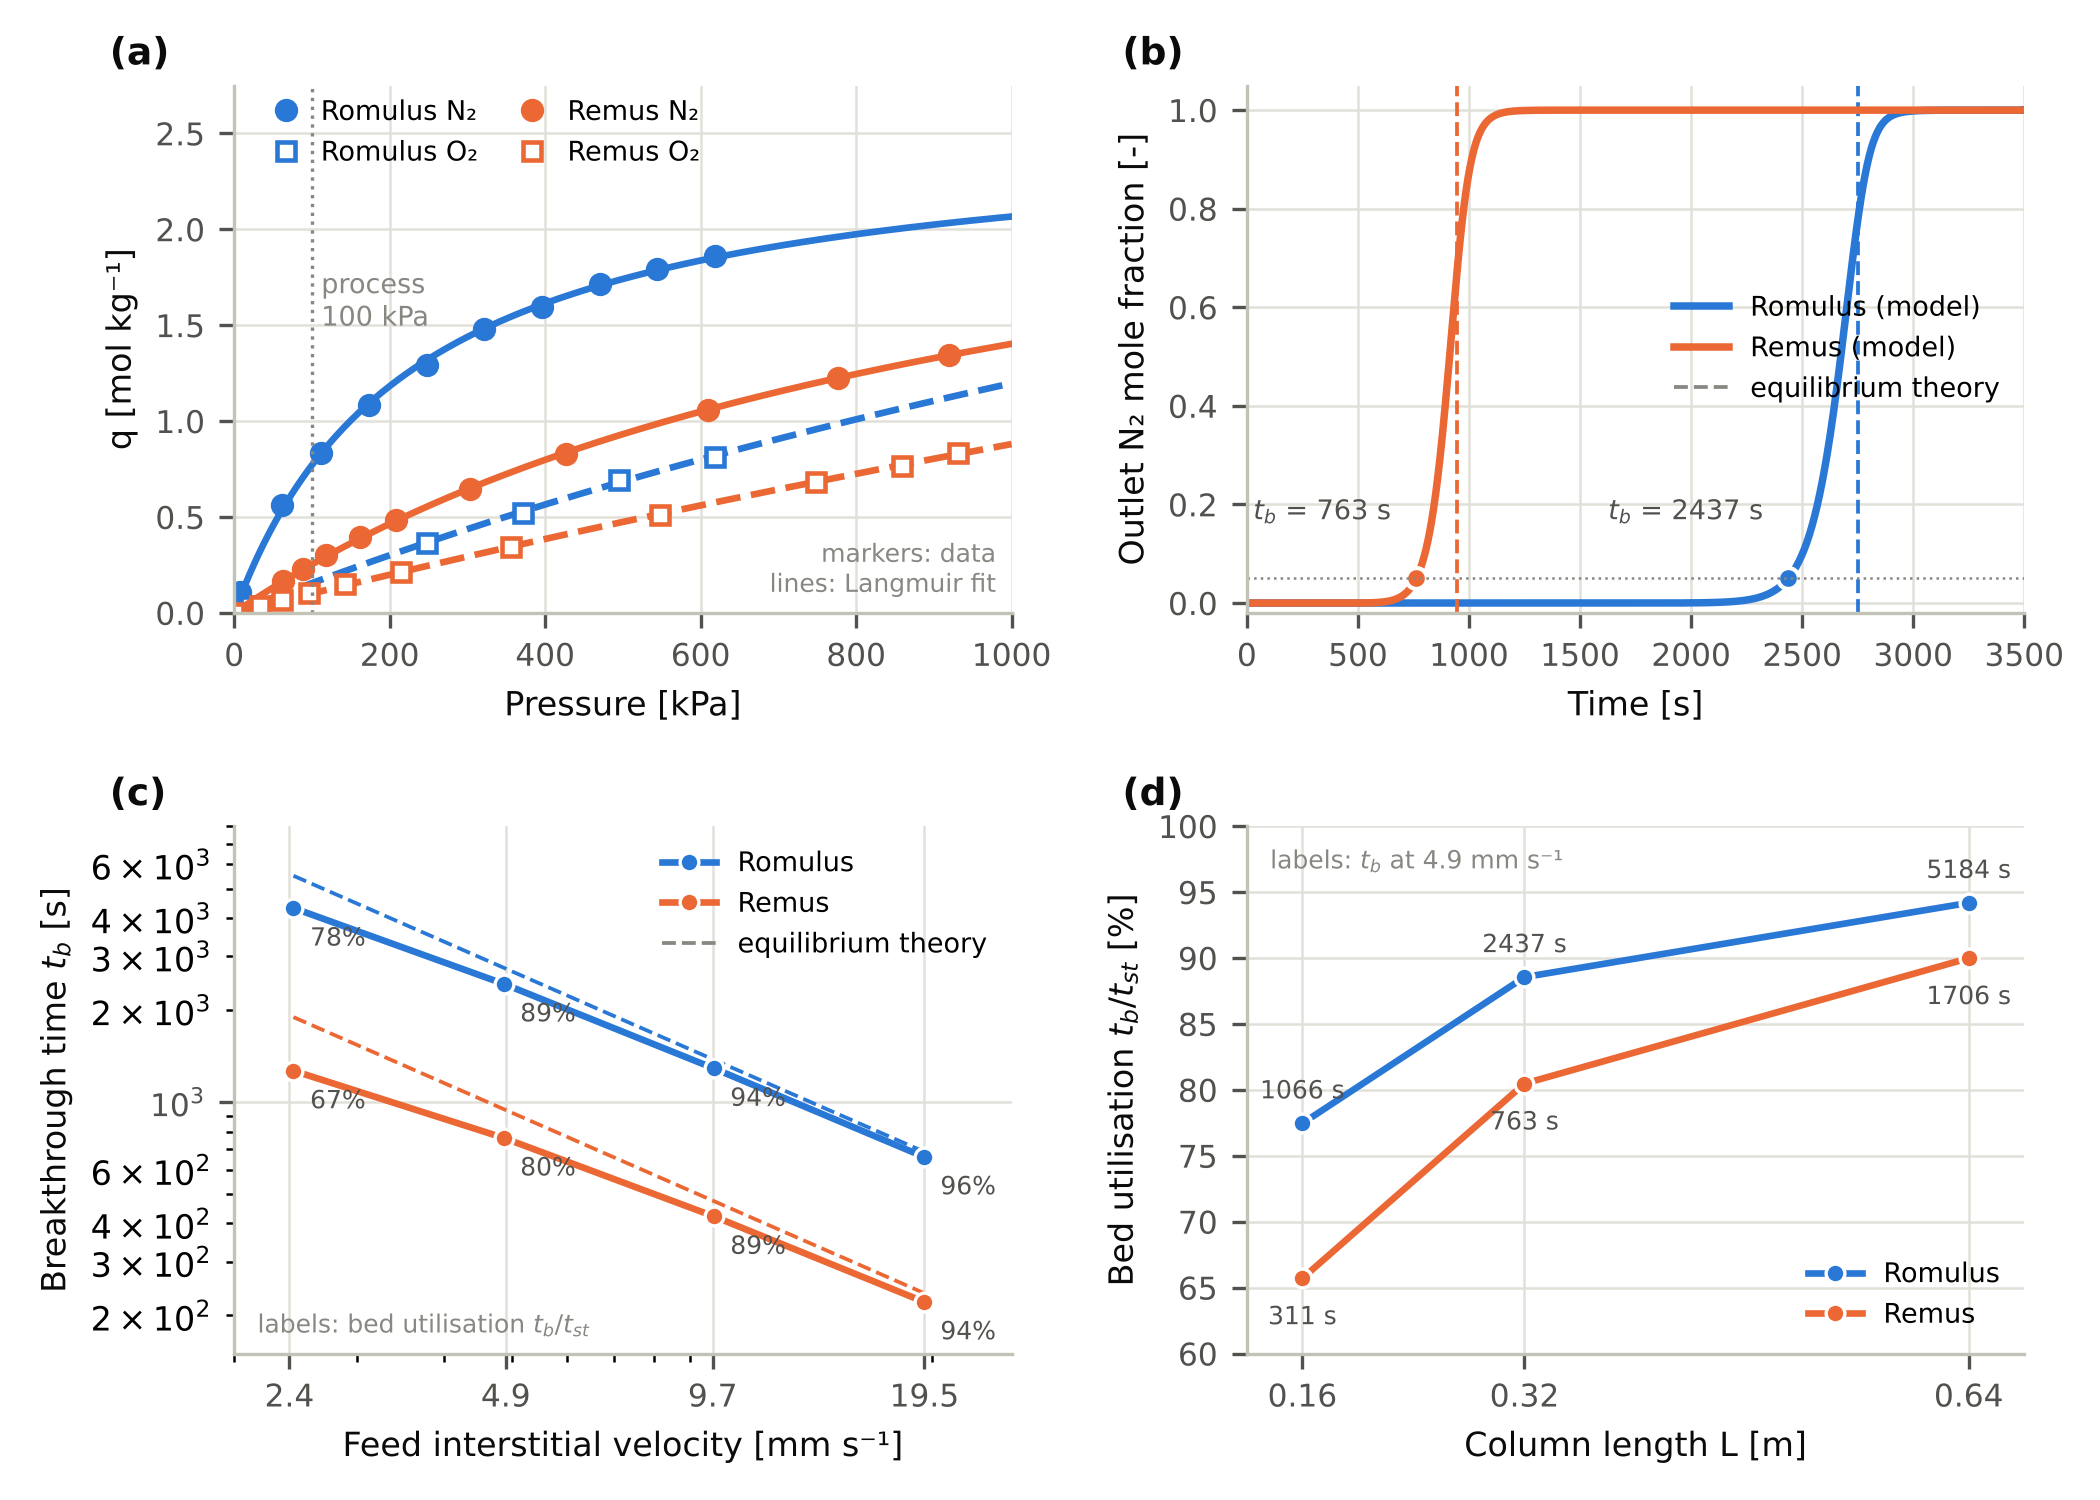 (a)
Romulus N₂
Remus N₂
Romulus O₂
Remus O₂
process
100 kPa
markers: data
lines: Langmuir fit
q [mol kg⁻¹]
2.5
2.0
1.5
1.0
0.5
0.0
0 200 400 600 800 1000
Pressure [kPa]
(b)
Outlet N₂ mole fraction [-]
1.0
0.8
0.6
0.4
0.2
0.0
Romulus (model)
Remus (model)
equilibrium theory
t_b = 763 s
t_b = 2437 s
0 500 1000 1500 2000 2500 3000 3500
Time [s]
(c)
Breakthrough time t_b [s]
6 × 10³
4 × 10³
3 × 10³
2 × 10³
10³
6 × 10²
4 × 10²
3 × 10²
2 × 10²
Romulus
Remus
equilibrium theory
78%
89%
94%
96%
67%
80%
89%
94%
labels: bed utilisation t_b/t_st
2.4 4.9 9.7 19.5
Feed interstitial velocity [mm s⁻¹]
(d)
Bed utilisation t_b/t_st [%]
100
95
90
85
80
75
70
65
60
labels: t_b at 4.9 mm s⁻¹
5184 s
2437 s
1706 s
1066 s
763 s
311 s
Romulus
Remus
0.16 0.32 0.64
Column length L [m]